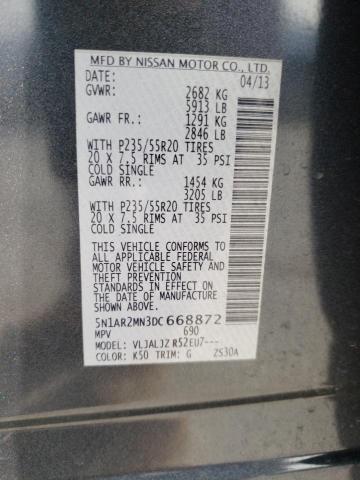 MFD BY NISSAN MOTOR CO., LTD.
DATE: 04/13
GVWR: 2682 KG
5913 LB
GAWR FR.: 1291 KG
2846 LB
WITH P235/55R20 TIRES
20 X 7.5 RIMS AT 35 PSI
COLD SINGLE
GAWR RR.: 1454 KG
3205 LB
WITH P235/55R20 TIRES
20 X 7.5 RIMS AT 35 PSI
COLD SINGLE
THIS VEHICLE CONFORMS TO
ALL APPLICABLE FEDERAL
MOTOR VEHICLE SAFETY AND
THEFT PREVENTION
STANDARDS IN EFFECT ON
THE DATE OF MANUFACTURE
SHOWN ABOVE.
5N1AR2MN3DC668872
MPV 690
VLJALJZ R52EU7---
COLOR: K50 TRIM: G ZS30A